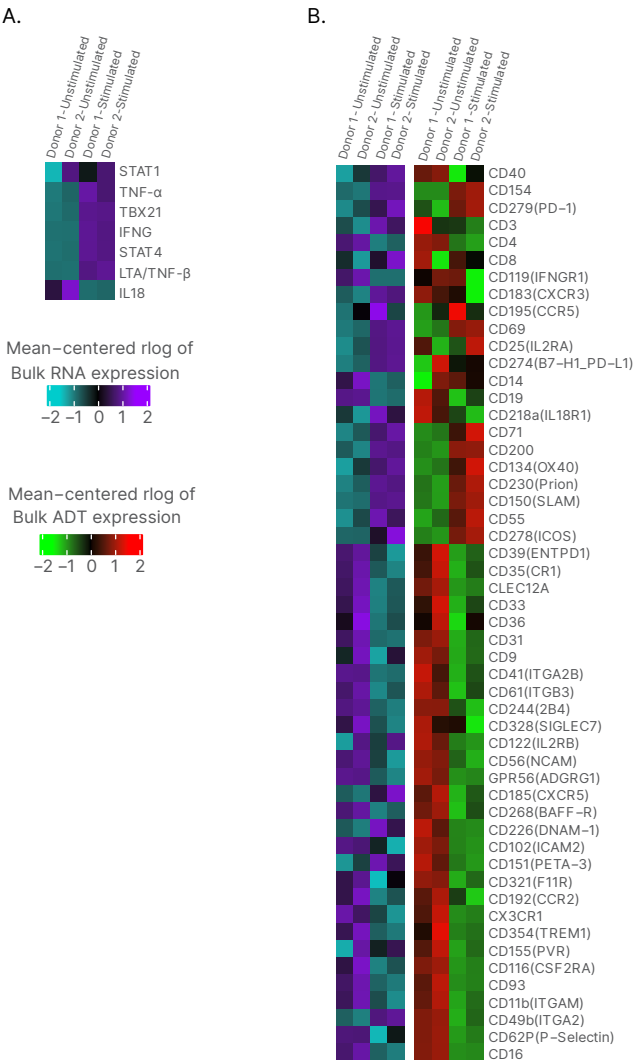 A.
B.
Donor 1-Unstimulated
Donor 2-Unstimulated
Donor 1-Stimulated
Donor 2-Stimulated
STAT1
TNF-α
TBX21
IFNG
STAT4
LTA/TNF-β
IL18
Mean-centered rlog of
Bulk RNA expression
-2 -1 0 1 2
Mean-centered rlog of
Bulk ADT expression
-2 -1 0 1 2
Donor 1-Unstimulated
Donor 2-Unstimulated
Donor 1-Stimulated
Donor 2-Stimulated
Donor 1-Unstimulated
Donor 2-Unstimulated
Donor 1-Stimulated
Donor 2-Stimulated
CD40
CD154
CD279(PD-1)
CD3
CD4
CD8
CD119(IFNGR1)
CD183(CXCR3)
CD195(CCR5)
CD69
CD25(IL2RA)
CD274(B7-H1_PD-L1)
CD14
CD19
CD218a(IL18R1)
CD71
CD200
CD134(OX40)
CD230(Prion)
CD150(SLAM)
CD55
CD278(ICOS)
CD39(ENTPD1)
CD35(CR1)
CLEC12A
CD33
CD36
CD31
CD9
CD41(ITGA2B)
CD61(ITGB3)
CD244(2B4)
CD328(SIGLEC7)
CD122(IL2RB)
CD56(NCAM)
GPR56(ADGRG1)
CD185(CXCR5)
CD268(BAFF-R)
CD226(DNAM-1)
CD102(ICAM2)
CD151(PETA-3)
CD321(F11R)
CD192(CCR2)
CX3CR1
CD354(TREM1)
CD155(PVR)
CD116(CSF2RA)
CD93
CD11b(ITGAM)
CD49b(ITGA2)
CD62P(P-Selectin)
CD16